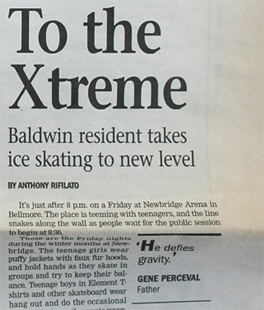 To the
Xtreme
Baldwin resident takes
ice skating to new level
BY ANTHONY RIFILATO
It's just after 8 p.m. on a Friday at Newbridge Arena in
Bellmore. The place is teeming with teenagers, and the line
snakes along the wall as people wait for the public session
to begin at 8:30.
These are the Friday nights
during the winter months at New-
bridge. The teenage girls wear
puffy jackets with faux fur hoods,
and hold hands as they skate in
groups and try to keep their bal-
ance. Teenage boys in Element T-
shirts and other skateboard wear
hang out and do the occasional
'He defies
gravity.'
GENE PERCEVAL
Father